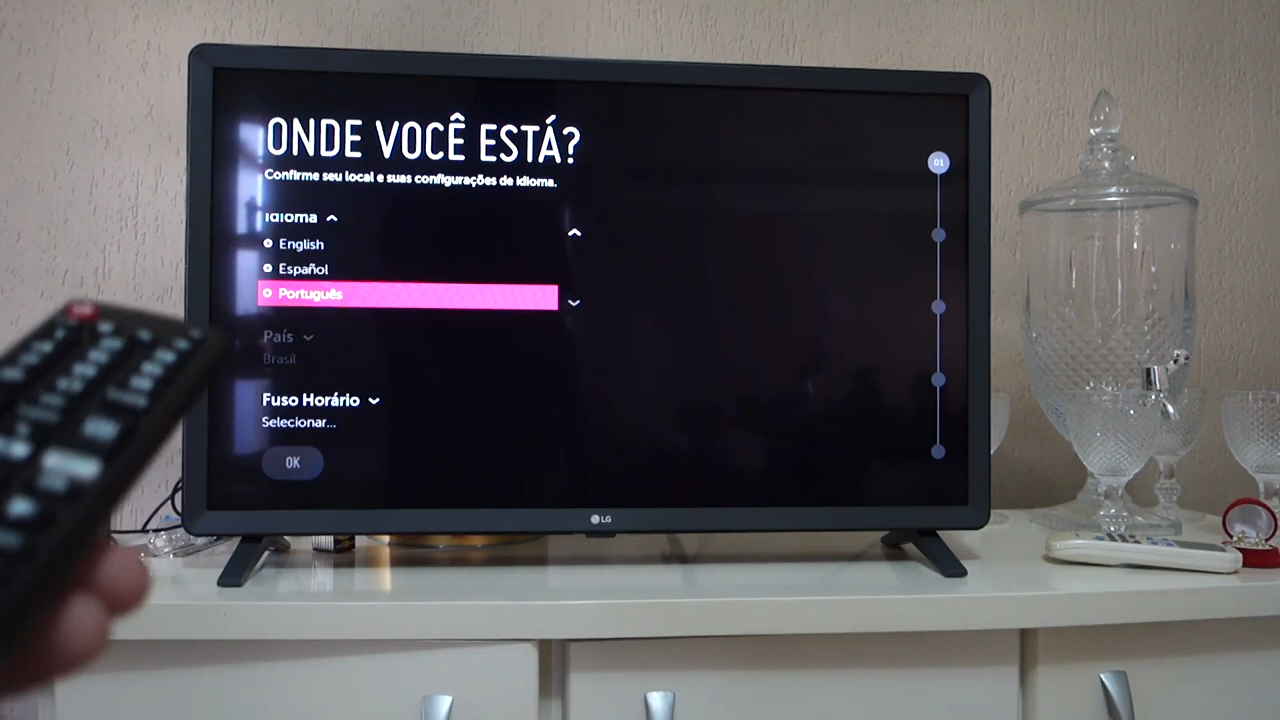 ONDE VOCÊ ESTÁ?
Confirme seu local e suas configurações de idioma.
Idioma
English
Español
Português
País
Brasil
Fuso Horário
Selecionar...
OK
01
LG